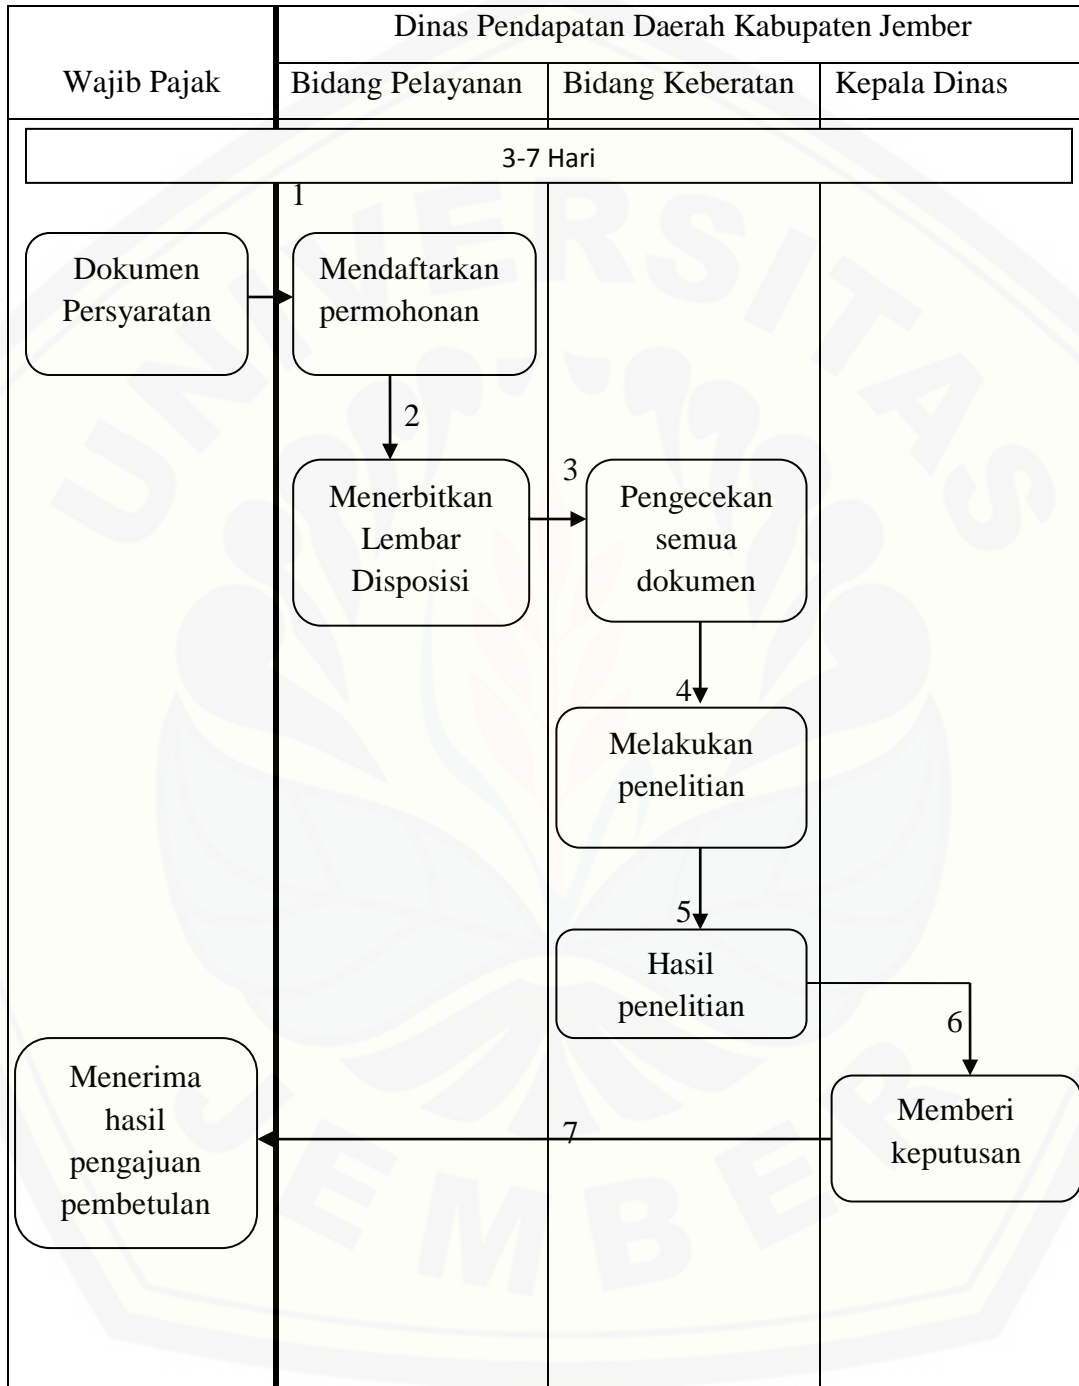 Dinas Pendapatan Daerah Kabupaten Jember
Wajib Pajak
Bidang Pelayanan
Bidang Keberatan
Kepala Dinas
3-7 Hari
1
Dokumen
Persyaratan
Mendaftarkan
permohonan
2
Menerbitkan
Lembar
Disposisi
3
Pengecekan
semua
dokumen
4
Melakukan
penelitian
5
Hasil
penelitian
6
Memberi
keputusan
7
Menerima
hasil
pengajuan
pembetulan
UNIVERSITAS
JEMBER